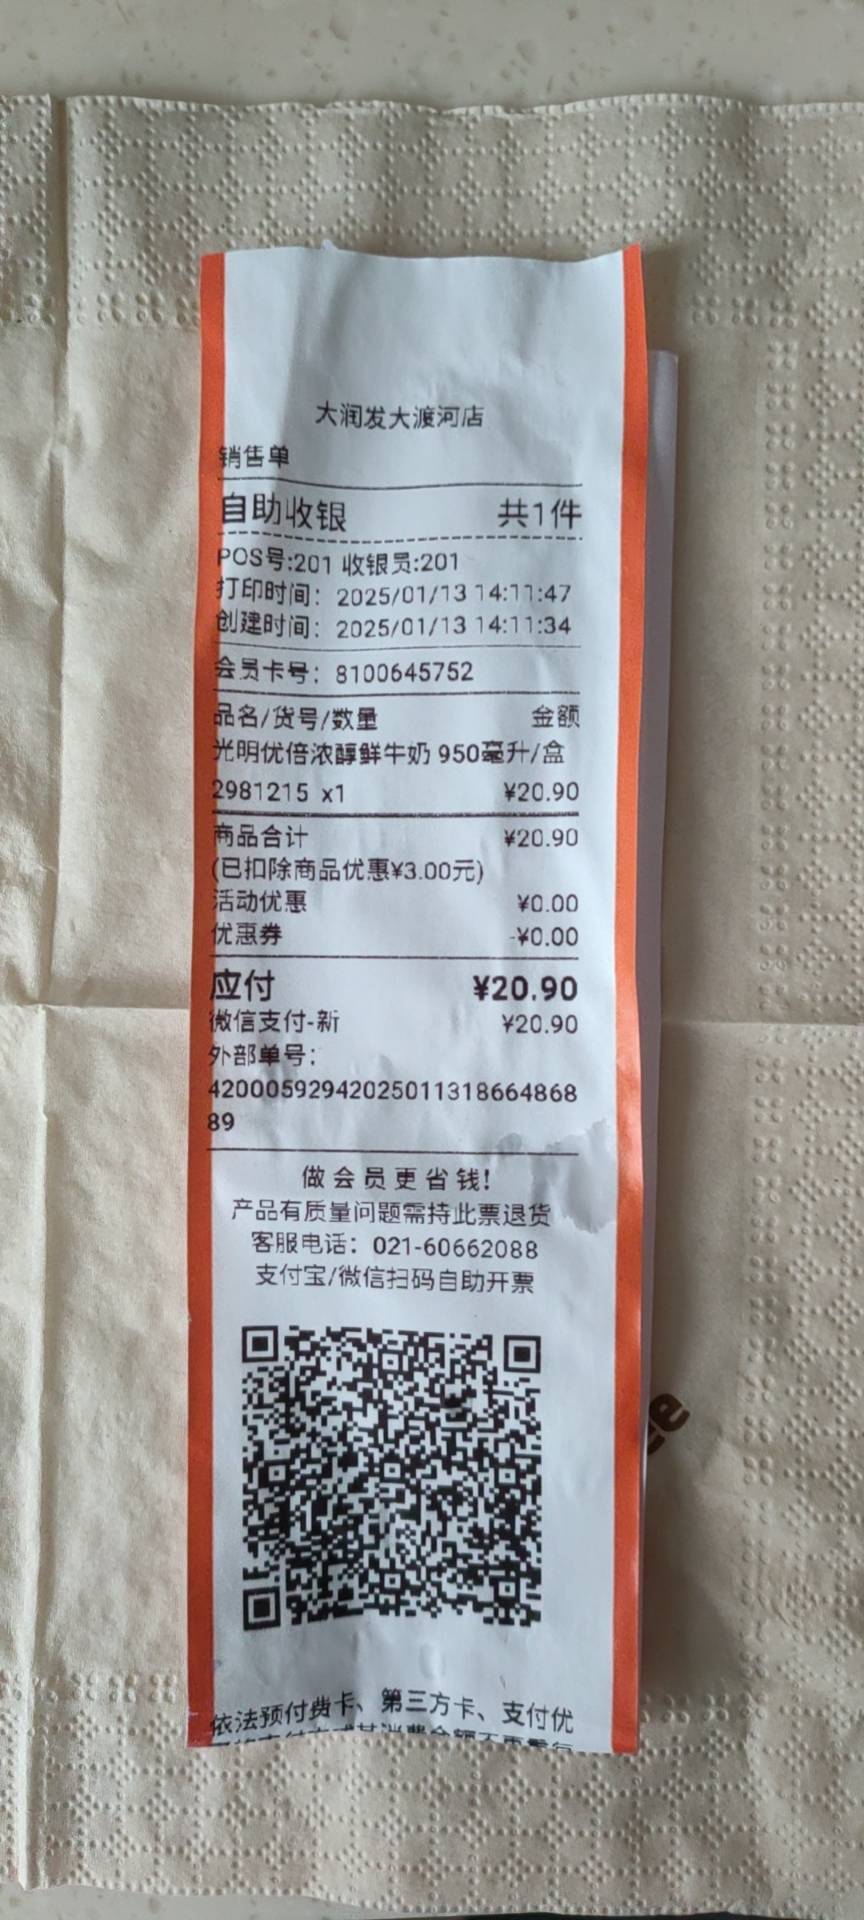 大润发大渡河店
销售单
自助收银 共1件
POS号:201 收银员:201
打印时间：2025/01/13 14:11:47
创建时间：2025/01/13 14:11:34
会员卡号：8100645752
品名/货号/数量 金额
光明优倍浓醇鲜牛奶 950毫升/盒
2981215 x1 ¥20.90
商品合计 ¥20.90
(已扣除商品优惠¥3.00元)
活动优惠 ¥0.00
优惠券 -¥0.00
应付 ¥20.90
微信支付-新 ¥20.90
外部单号：
42000592942025011318664868
89
做会员更省钱!
产品有质量问题需持此票退货
客服电话：021-60662088
支付宝/微信扫码自助开票
依法预付费卡、第三方卡、支付优